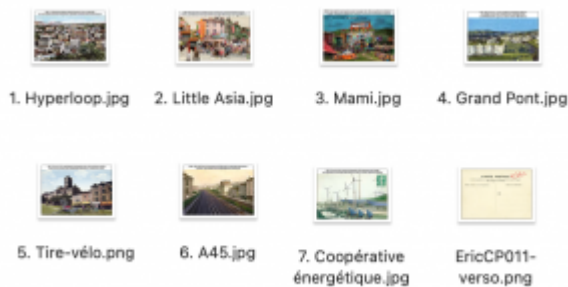 1. Hyperloop.jpg
2. Little Asia.jpg
3. Mami.jpg
4. Grand Pont.jpg
5. Tire-vélo.png
6. A45.jpg
7. Coopérative
énergétique.jpg
EricCP011-
verso.png